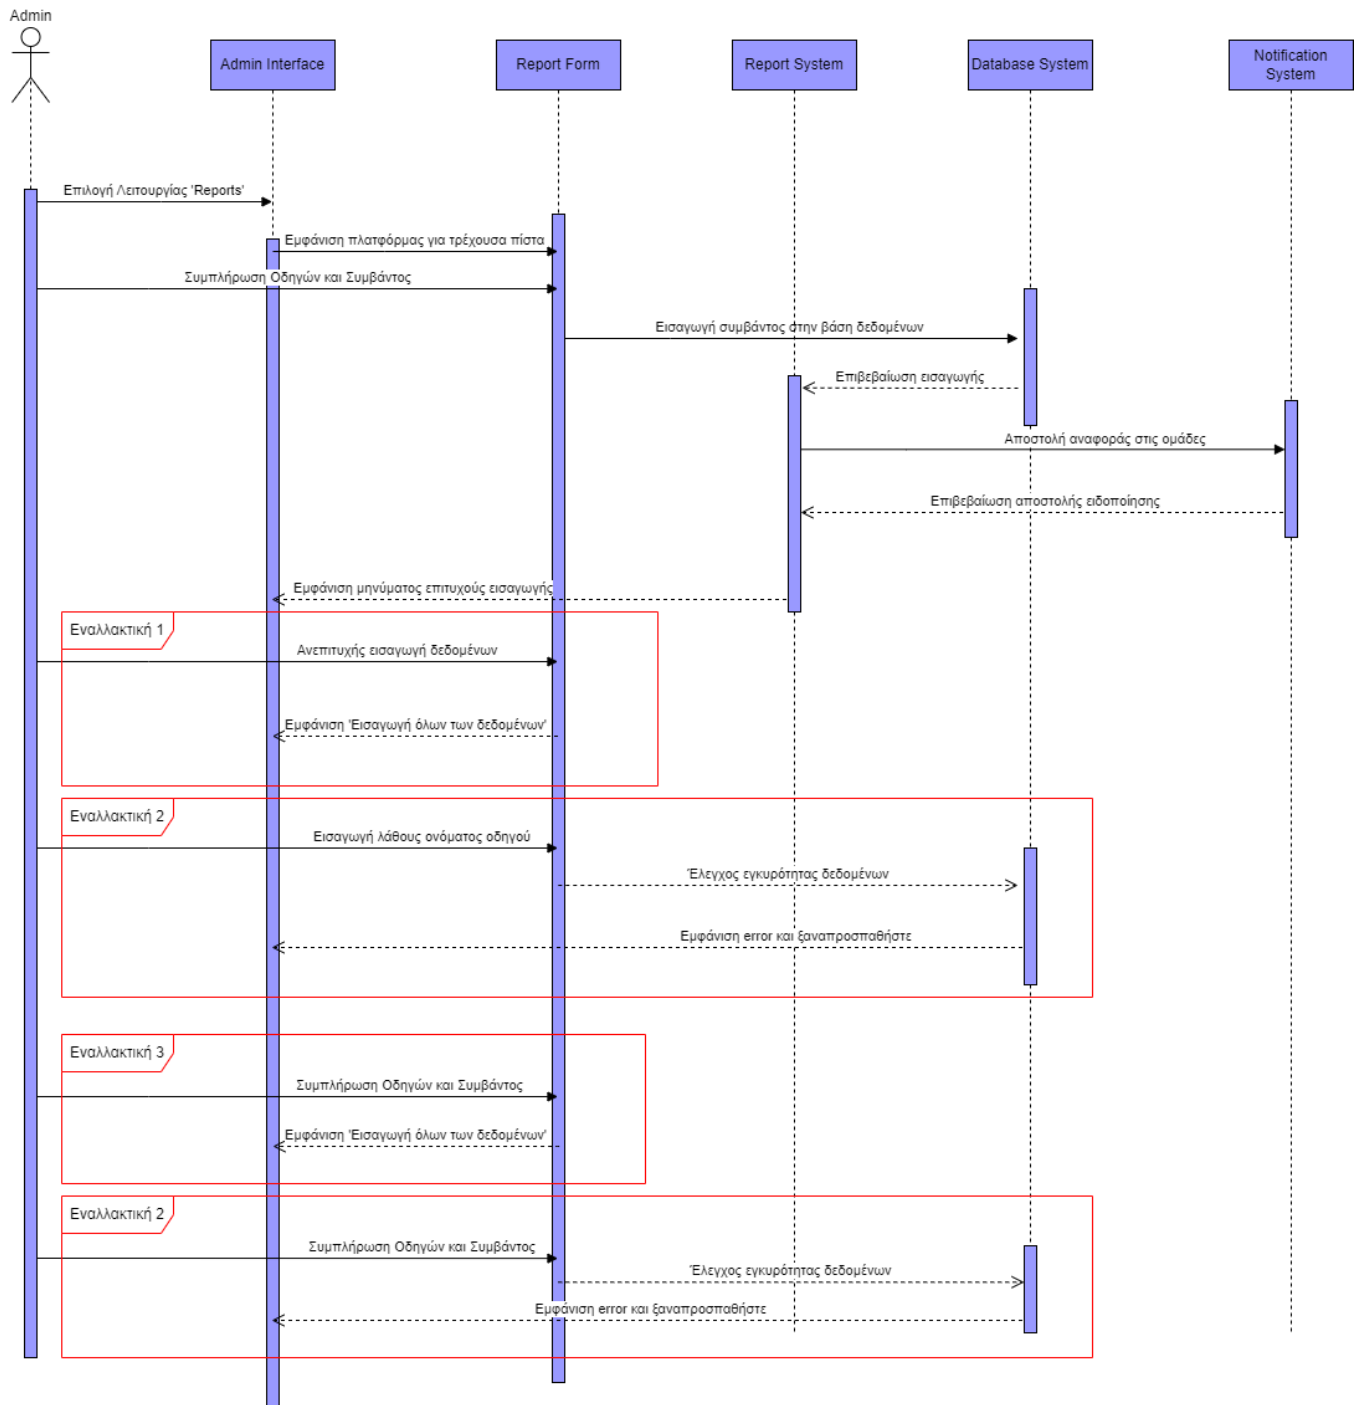 Admin
Admin Interface
Report Form
Report System
Database System
Notification
System
Επιλογή Λειτουργίας 'Reports'
Εμφάνιση πλατφόρμας για τρέχουσα πίστα
Συμπλήρωση Οδηγών και Συμβάντος
Εισαγωγή συμβάντος στην βάση δεδομένων
Επιβεβαίωση εισαγωγής
Αποστολή αναφοράς στις ομάδες
Επιβεβαίωση αποστολής ειδοποίησης
Εμφάνιση μηνύματος επιτυχούς εισαγωγής
Εναλλακτική 1
Ανεπιτυχής εισαγωγή δεδομένων
Εμφάνιση 'Εισαγωγή όλων των δεδομένων'
Εναλλακτική 2
Εισαγωγή λάθους ονόματος οδηγού
Έλεγχος εγκυρότητας δεδομένων
Εμφάνιση error και ξαναπροσπαθήστε
Εναλλακτική 3
Συμπλήρωση Οδηγών και Συμβάντος
Εμφάνιση 'Εισαγωγή όλων των δεδομένων'
Εναλλακτική 2
Συμπλήρωση Οδηγών και Συμβάντος
Έλεγχος εγκυρότητας δεδομένων
Εμφάνιση error και ξαναπροσπαθήστε